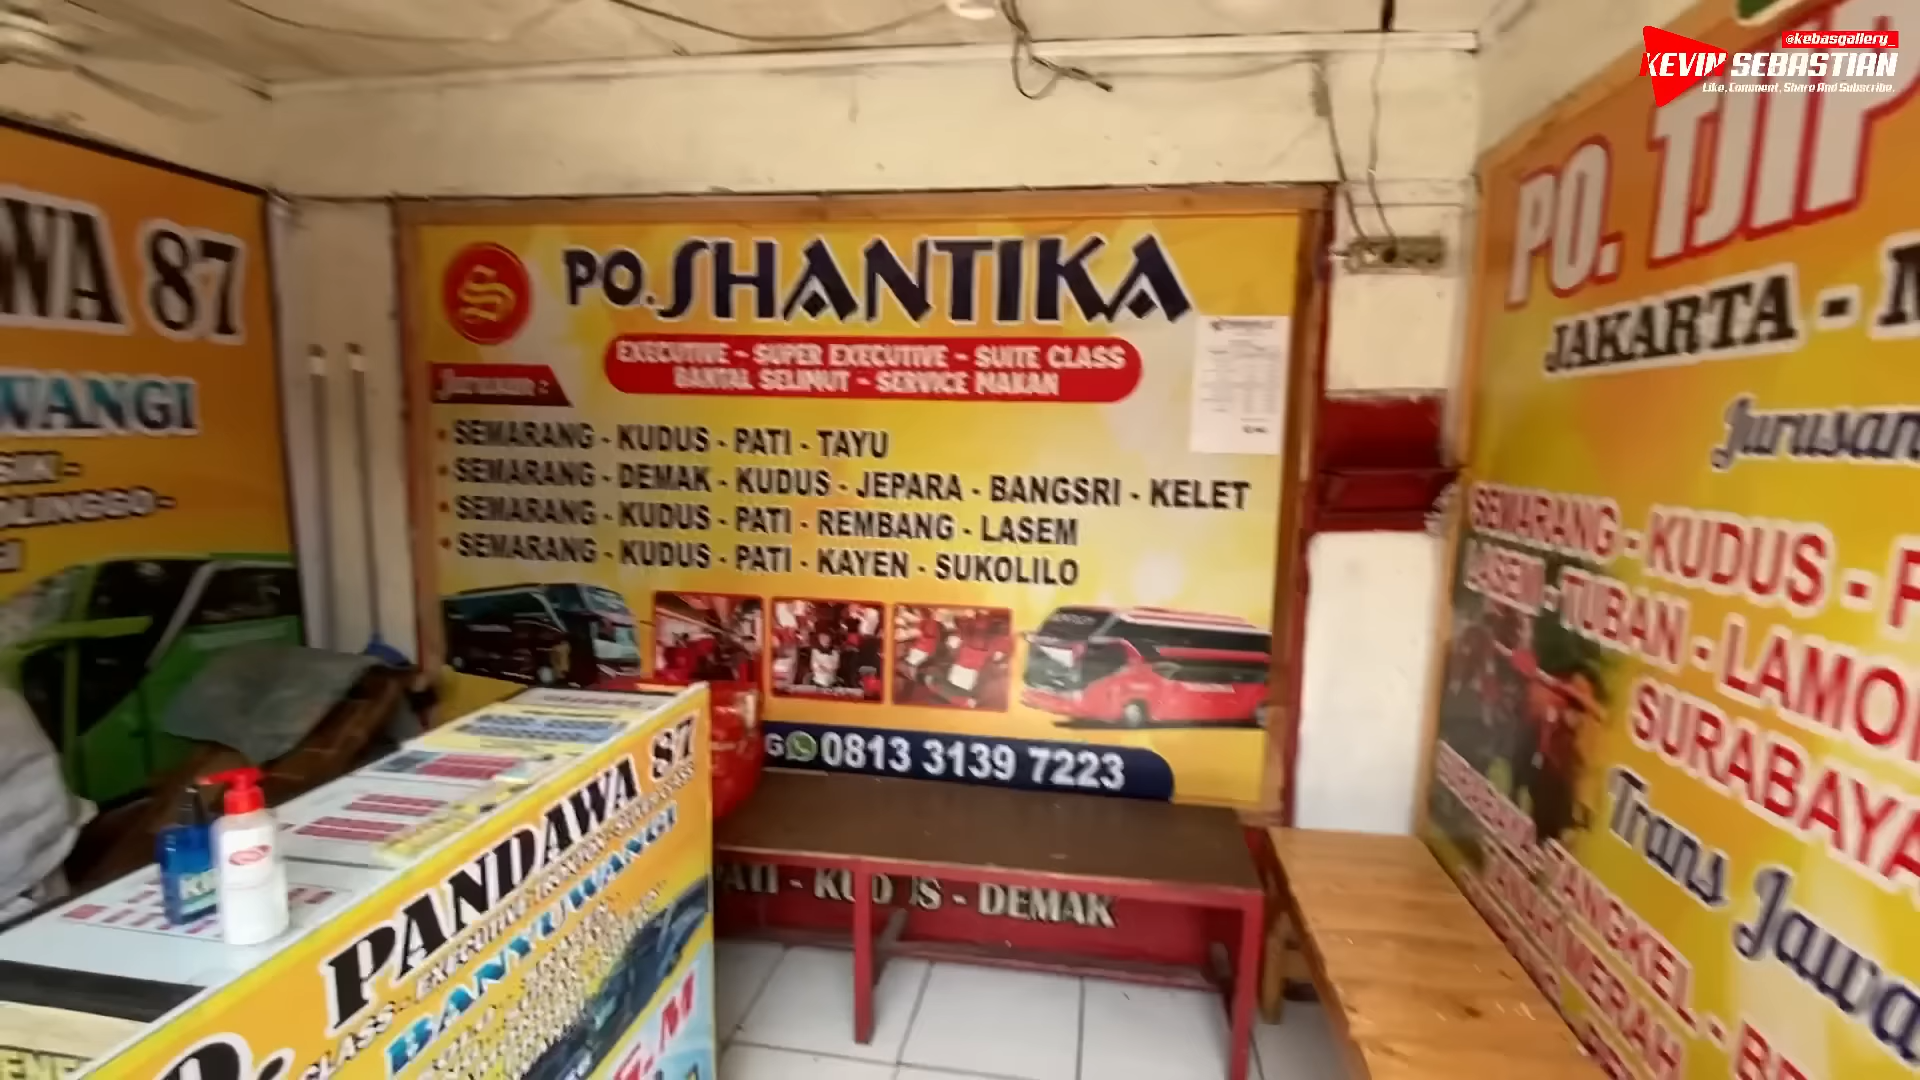 @kebasgallery_
KEVIN SEBASTIAN
Like, Comment, Share And Subscribe.
WA 87
WANGI
PO. SHANTIKA
EXECUTIVE - SUPER EXECUTIVE - SUITE CLASS
BANTAL SELIMUT - SERVICE MAKAN
Jurusan :
• SEMARANG - KUDUS - PATI - TAYU
• SEMARANG - DEMAK - KUDUS - JEPARA - BANGSRI - KELET
• SEMARANG - KUDUS - PATI - REMBANG - LASEM
• SEMARANG - KUDUS - PATI - KAYEN - SUKOLILO
G 0813 3139 7223
PATI - KUDUS - DEMAK
PANDAWA 87
CLASS - EXECUTIVE
BANYUWANGI
G.M
PO. TJIP
JAKARTA -
Jurusan
SEMARANG - KUDUS - P
LASEM - TUBAN - LAMO
SURABAYA
Trans Jawa